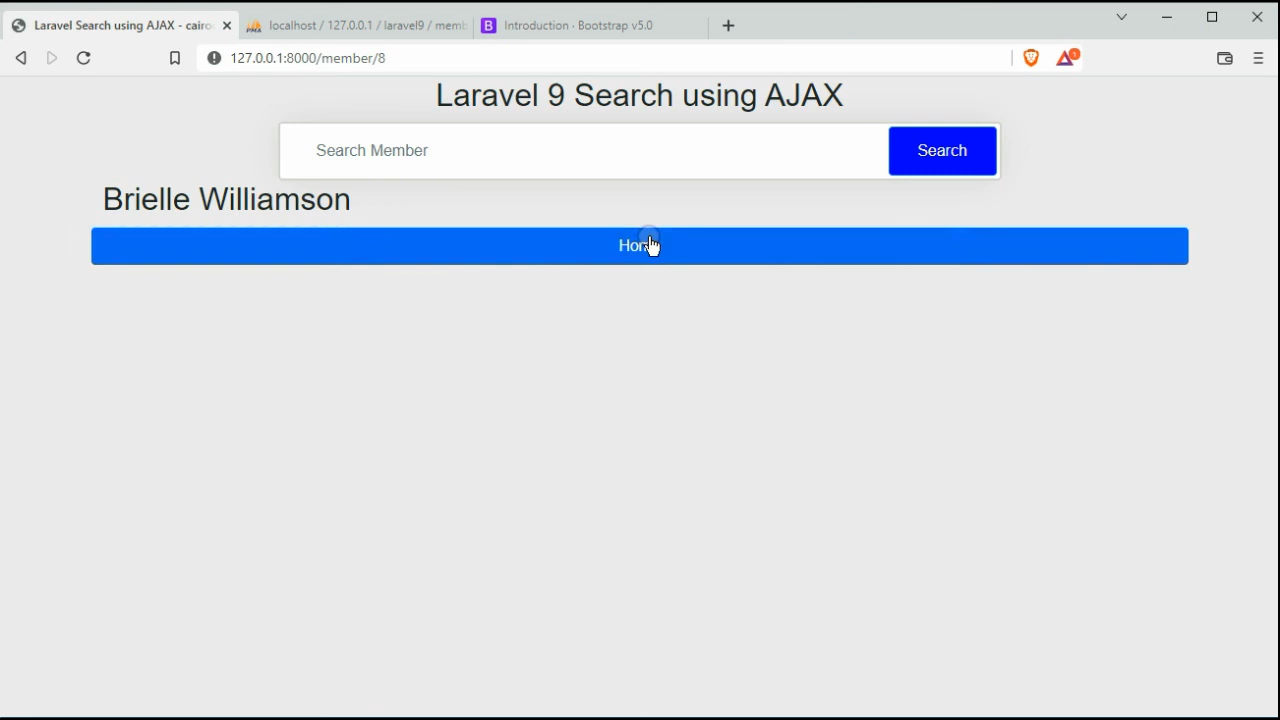 Laravel Search using AJAX - cairo
localhost / 127.0.0.1 / laravel9 / memb
B
Introduction · Bootstrap v5.0
127.0.0.1:8000/member/8
1
Laravel 9 Search using AJAX
Search Member
Search
Brielle Williamson